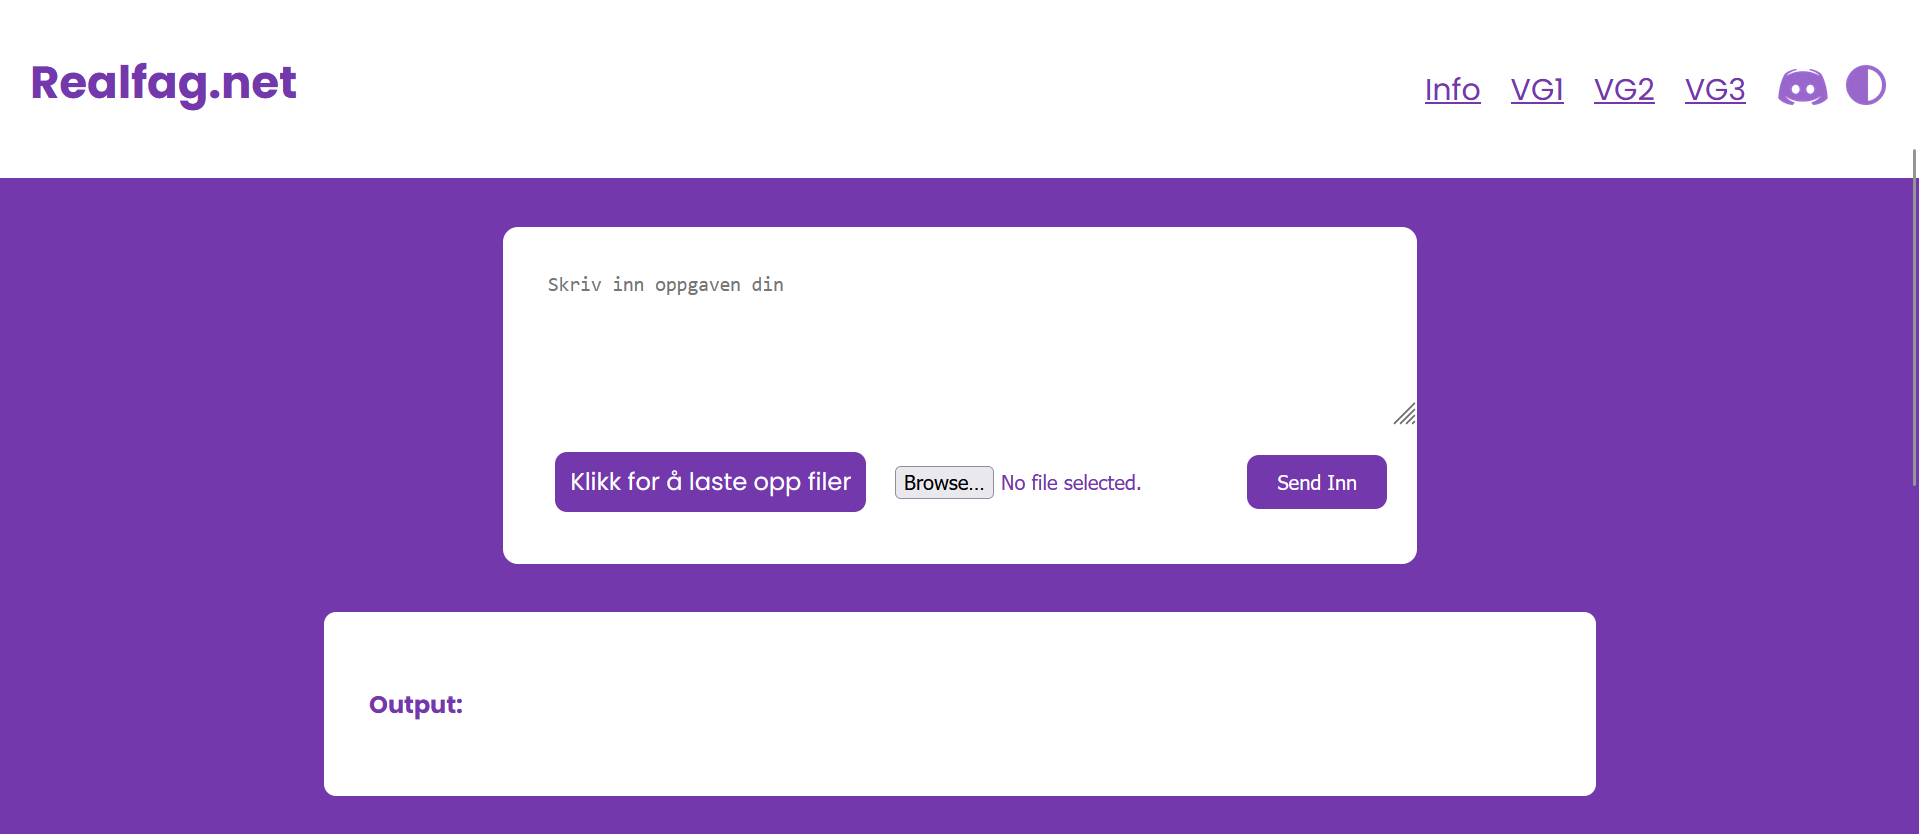 Realfag.net
Info VG1 VG2 VG3
Skriv inn oppgaven din
Klikk for å laste opp filer Browse... No file selected. Send Inn
Output: